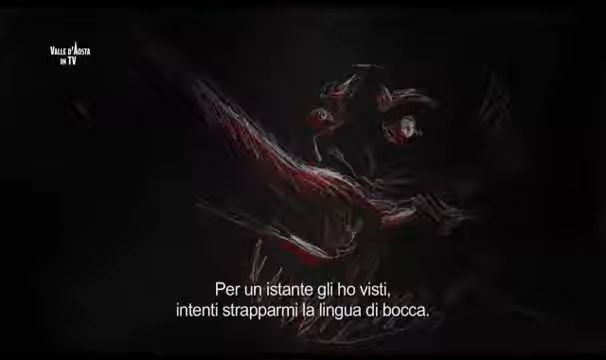 VALLE D'AOSTA
IN TV
Per un istante gli ho visti,
intenti strapparmi la lingua di bocca.